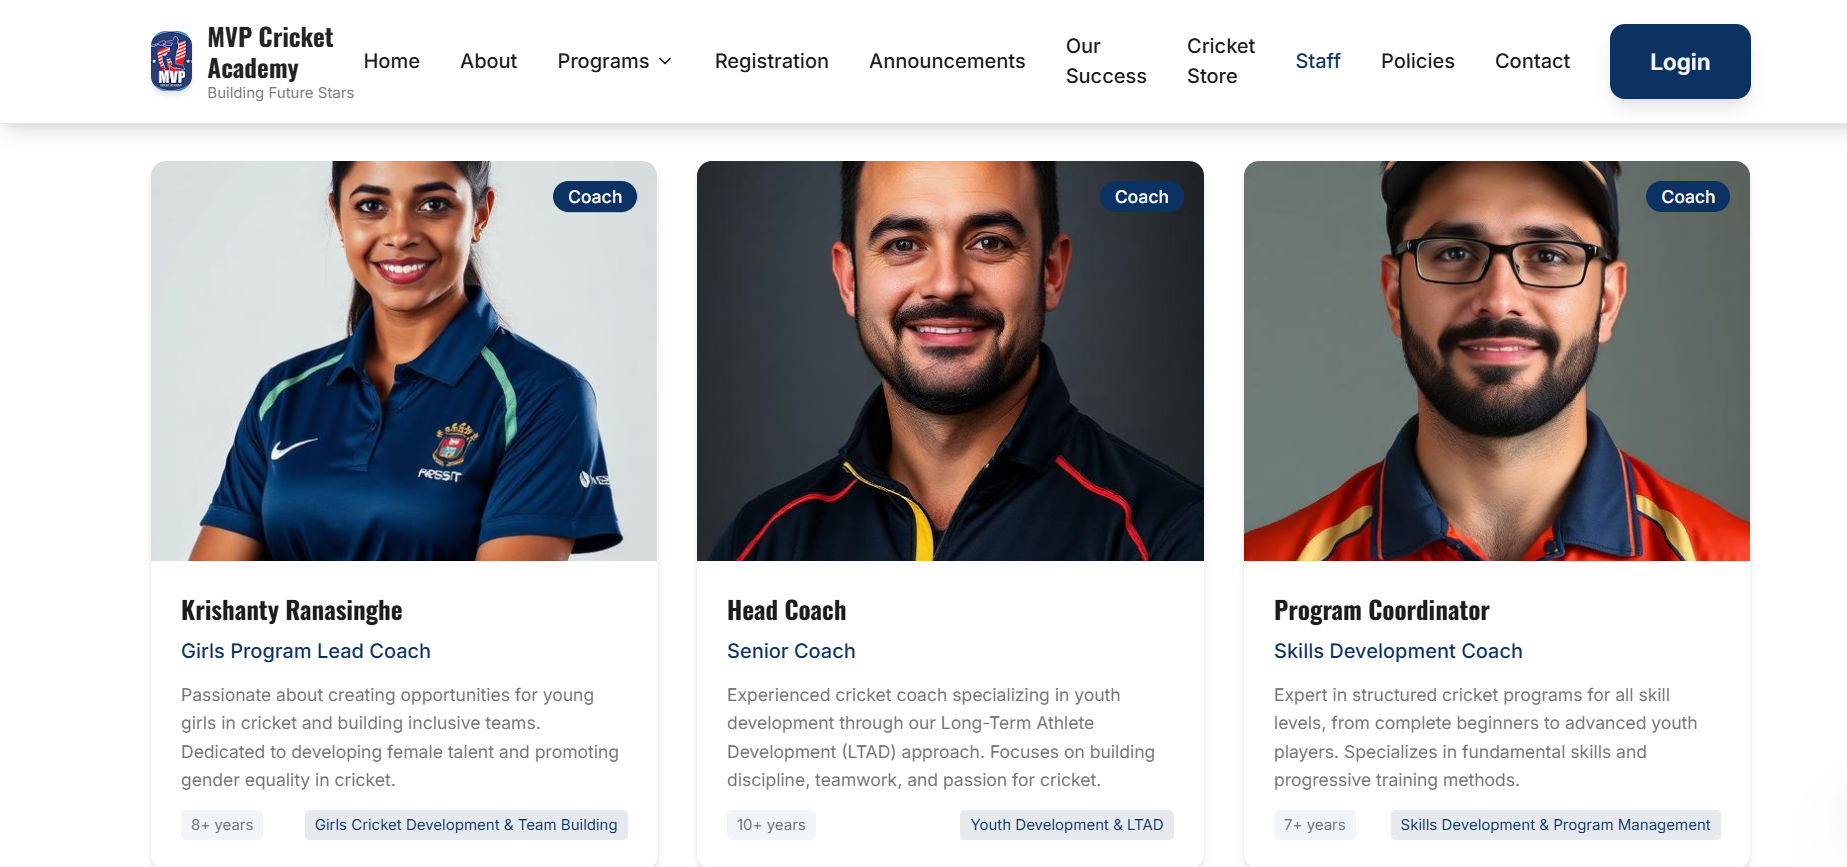 MVP
MVP Cricket
Academy
Building Future Stars
Home
About
Programs
Registration
Announcements
Our
Success
Cricket
Store
Staff
Policies
Contact
Login
Coach
Coach
Coach
Krishanty Ranasinghe
Girls Program Lead Coach
Passionate about creating opportunities for young
girls in cricket and building inclusive teams.
Dedicated to developing female talent and promoting
gender equality in cricket.
8+ years
Girls Cricket Development & Team Building
Head Coach
Senior Coach
Experienced cricket coach specializing in youth
development through our Long-Term Athlete
Development (LTAD) approach. Focuses on building
discipline, teamwork, and passion for cricket.
10+ years
Youth Development & LTAD
Program Coordinator
Skills Development Coach
Expert in structured cricket programs for all skill
levels, from complete beginners to advanced youth
players. Specializes in fundamental skills and
progressive training methods.
7+ years
Skills Development & Program Management